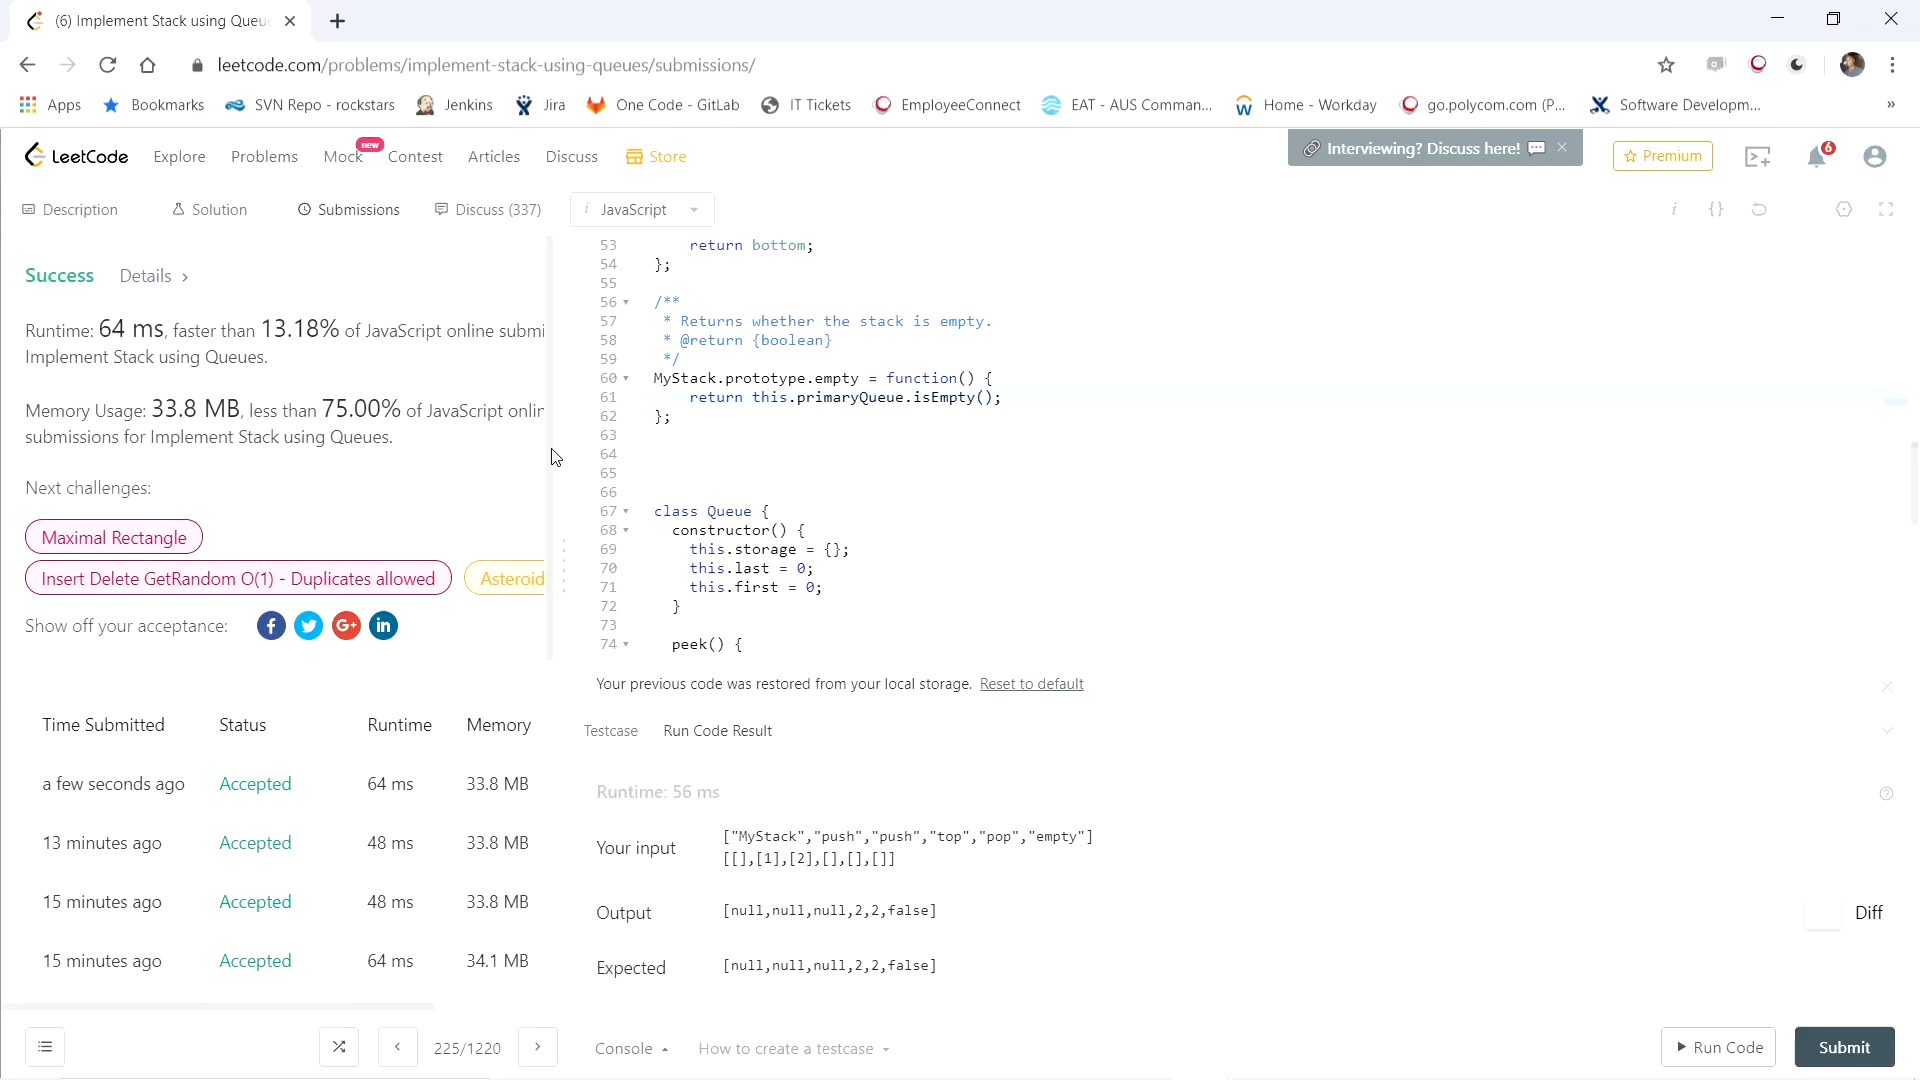 (6) Implement Stack using Queue
leetcode.com/problems/implement-stack-using-queues/submissions/
Apps Bookmarks SVN Repo - rockstars Jenkins Jira One Code - GitLab IT Tickets EmployeeConnect EAT - AUS Comman... Home - Workday go.polycom.com (P... Software Developm... »
LeetCode Explore Problems Mock new Contest Articles Discuss Store Interviewing? Discuss here! Premium 6
Description Solution Submissions Discuss (337) i JavaScript i {}
Success Details >
Runtime: 64 ms, faster than 13.18% of JavaScript online submi
Implement Stack using Queues.
Memory Usage: 33.8 MB, less than 75.00% of JavaScript onlin
submissions for Implement Stack using Queues.
Next challenges:
Maximal Rectangle
Insert Delete GetRandom O(1) - Duplicates allowed Asteroid
Show off your acceptance: f G+ in
Time Submitted Status Runtime Memory
a few seconds ago Accepted 64 ms 33.8 MB
13 minutes ago Accepted 48 ms 33.8 MB
15 minutes ago Accepted 48 ms 33.8 MB
15 minutes ago Accepted 64 ms 34.1 MB
225/1220
53 return bottom;
54 };
55
56 /**
57 * Returns whether the stack is empty.
58 * @return {boolean}
59 */
60 MyStack.prototype.empty = function() {
61 return this.primaryQueue.isEmpty();
62 };
63
64
65
66
67 class Queue {
68 constructor() {
69 this.storage = {};
70 this.last = 0;
71 this.first = 0;
72 }
73
74 peek() {
Your previous code was restored from your local storage. Reset to default
Testcase Run Code Result
Runtime: 56 ms
Your input
["MyStack","push","push","top","pop","empty"]
[[],[1],[2],[],[],[]]
Output [null,null,null,2,2,false] Diff
Expected [null,null,null,2,2,false]
Console How to create a testcase Run Code Submit